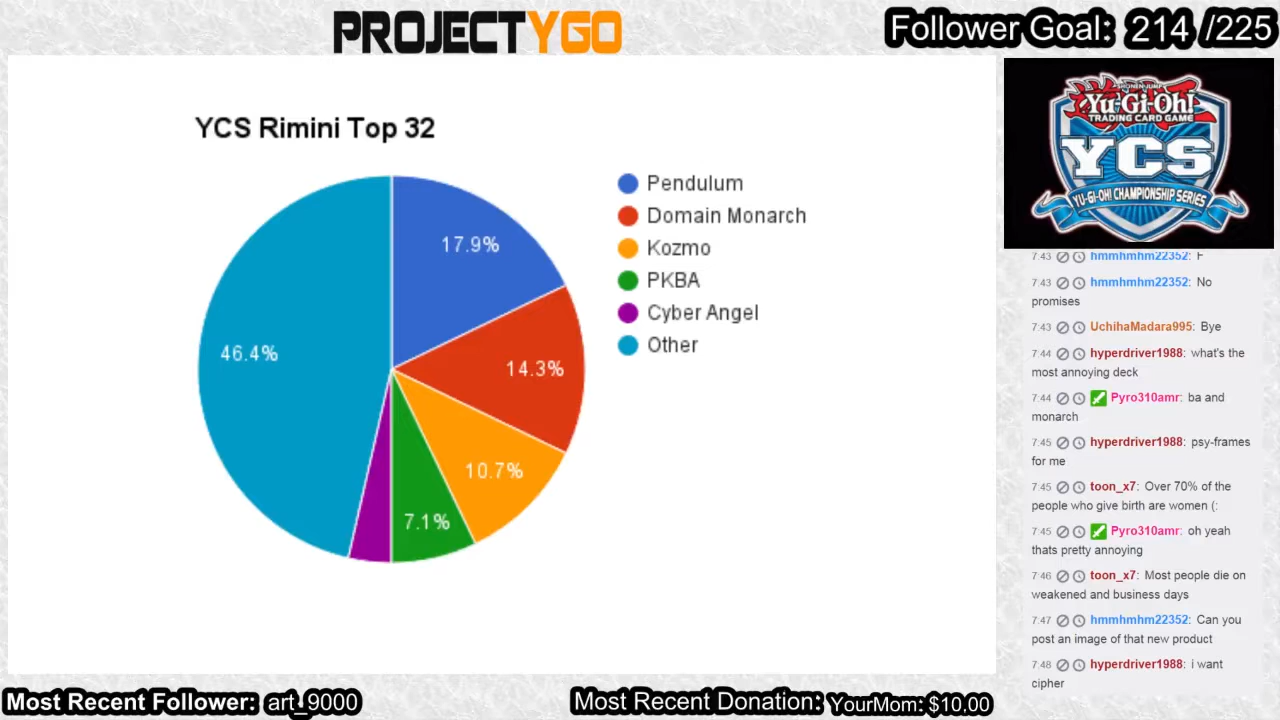 PROJECTYGO
Follower Goal: 214 /225
YCS Rimini Top 32
Pendulum
Domain Monarch
Kozmo
PKBA
Cyber Angel
Other
17.9%
14.3%
10.7%
7.1%
46.4%
SHONEN JUMP
Yu-Gi-Oh!
TRADING CARD GAME
YCS
YU-GI-OH! CHAMPIONSHIP SERIES
7:43 hmmhmhm22352: F
7:43 hmmhmhm22352: No
promises
7:43 UchihaMadara995: Bye
7:44 hyperdriver1988: what's the
most annoying deck
7:44 Pyro310amr: ba and
monarch
7:45 hyperdriver1988: psy-frames
for me
7:45 toon_x7: Over 70% of the
people who give birth are women (:
7:45 Pyro310amr: oh yeah
thats pretty annoying
7:46 toon_x7: Most people die on
weakened and business days
7:47 hmmhmhm22352: Can you
post an image of that new product
7:48 hyperdriver1988: i want
cipher
Most Recent Follower: art_9000
Most Recent Donation: YourMom: $10.00